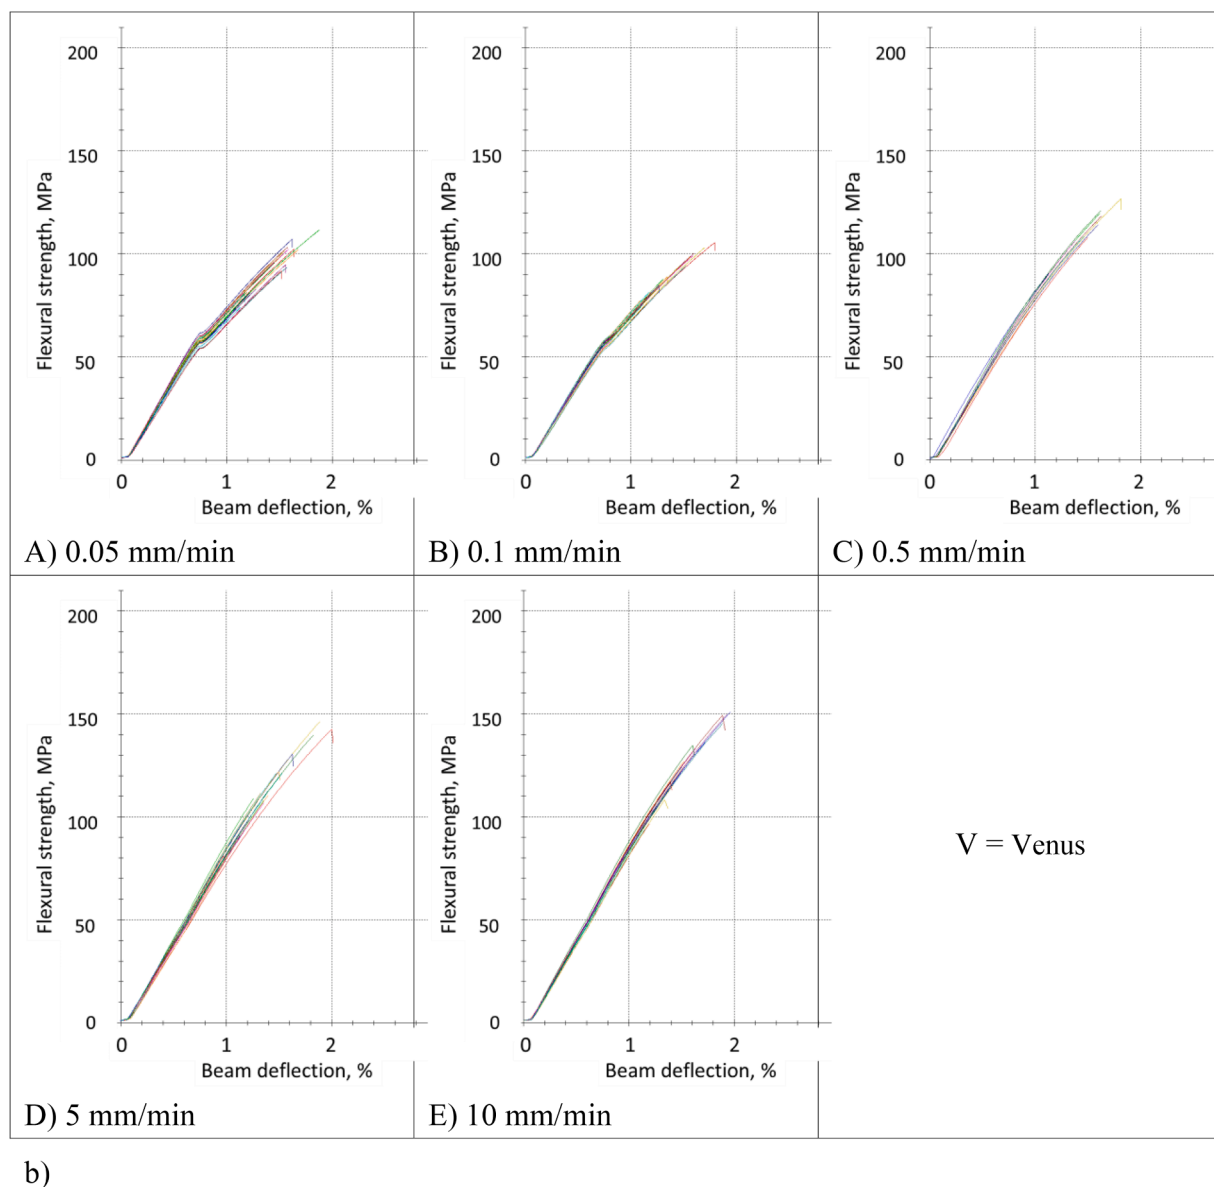 200
150
100
50
0
Flexural strength, MPa
0 1 2
Beam deflection, %
A) 0.05 mm/min
200
150
100
50
0
Flexural strength, MPa
0 1 2
Beam deflection, %
B) 0.1 mm/min
200
150
100
50
0
Flexural strength, MPa
0 1 2
Beam deflection, %
C) 0.5 mm/min
200
150
100
50
0
Flexural strength, MPa
0 1 2
Beam deflection, %
D) 5 mm/min
200
150
100
50
0
Flexural strength, MPa
0 1 2
Beam deflection, %
E) 10 mm/min
V = Venus
b)